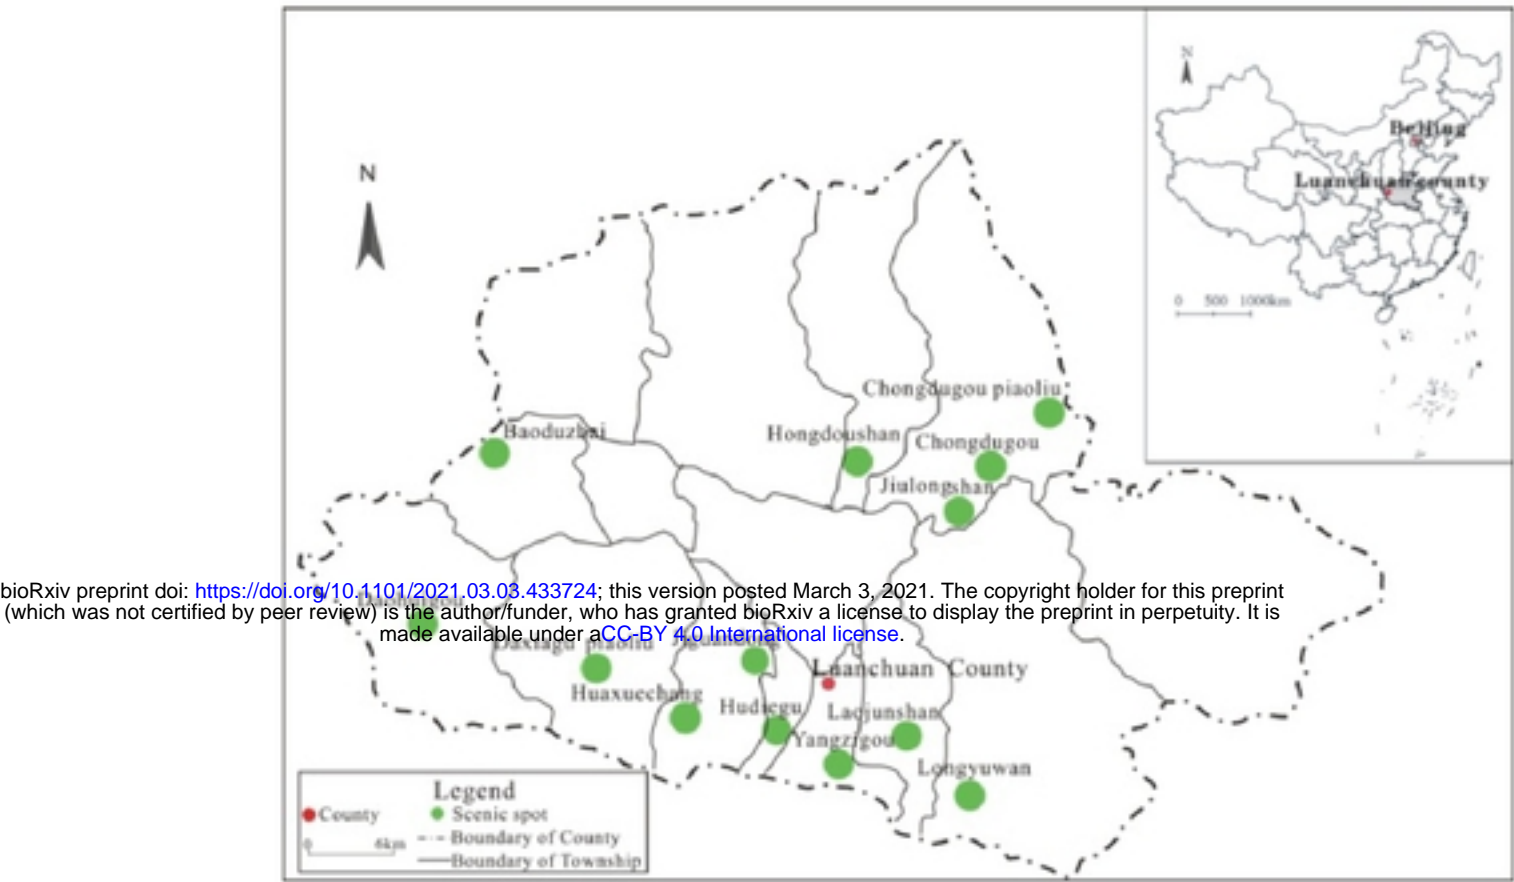 N
N
BeiJing
Luanchuan county
0 500 1000km
Chongdugou piaoliu
Baoduzhai
Hongdoushan
Chongdugou
Jiulongshan
bioRxiv preprint doi: https://doi.org/10.1101/2021.03.03.433724; this version posted March 3, 2021. The copyright holder for this preprint
(which was not certified by peer review) is the author/funder, who has granted bioRxiv a license to display the preprint in perpetuity. It is
made available under aCC-BY 4.0 International license.
piaoliu
Luanchuan County
Huaxuechang
Hudiegu
Laojunshan
Yangzigou
Longyuwan
Legend
County
Scenic spot
Boundary of County
0 6km
Boundary of Township